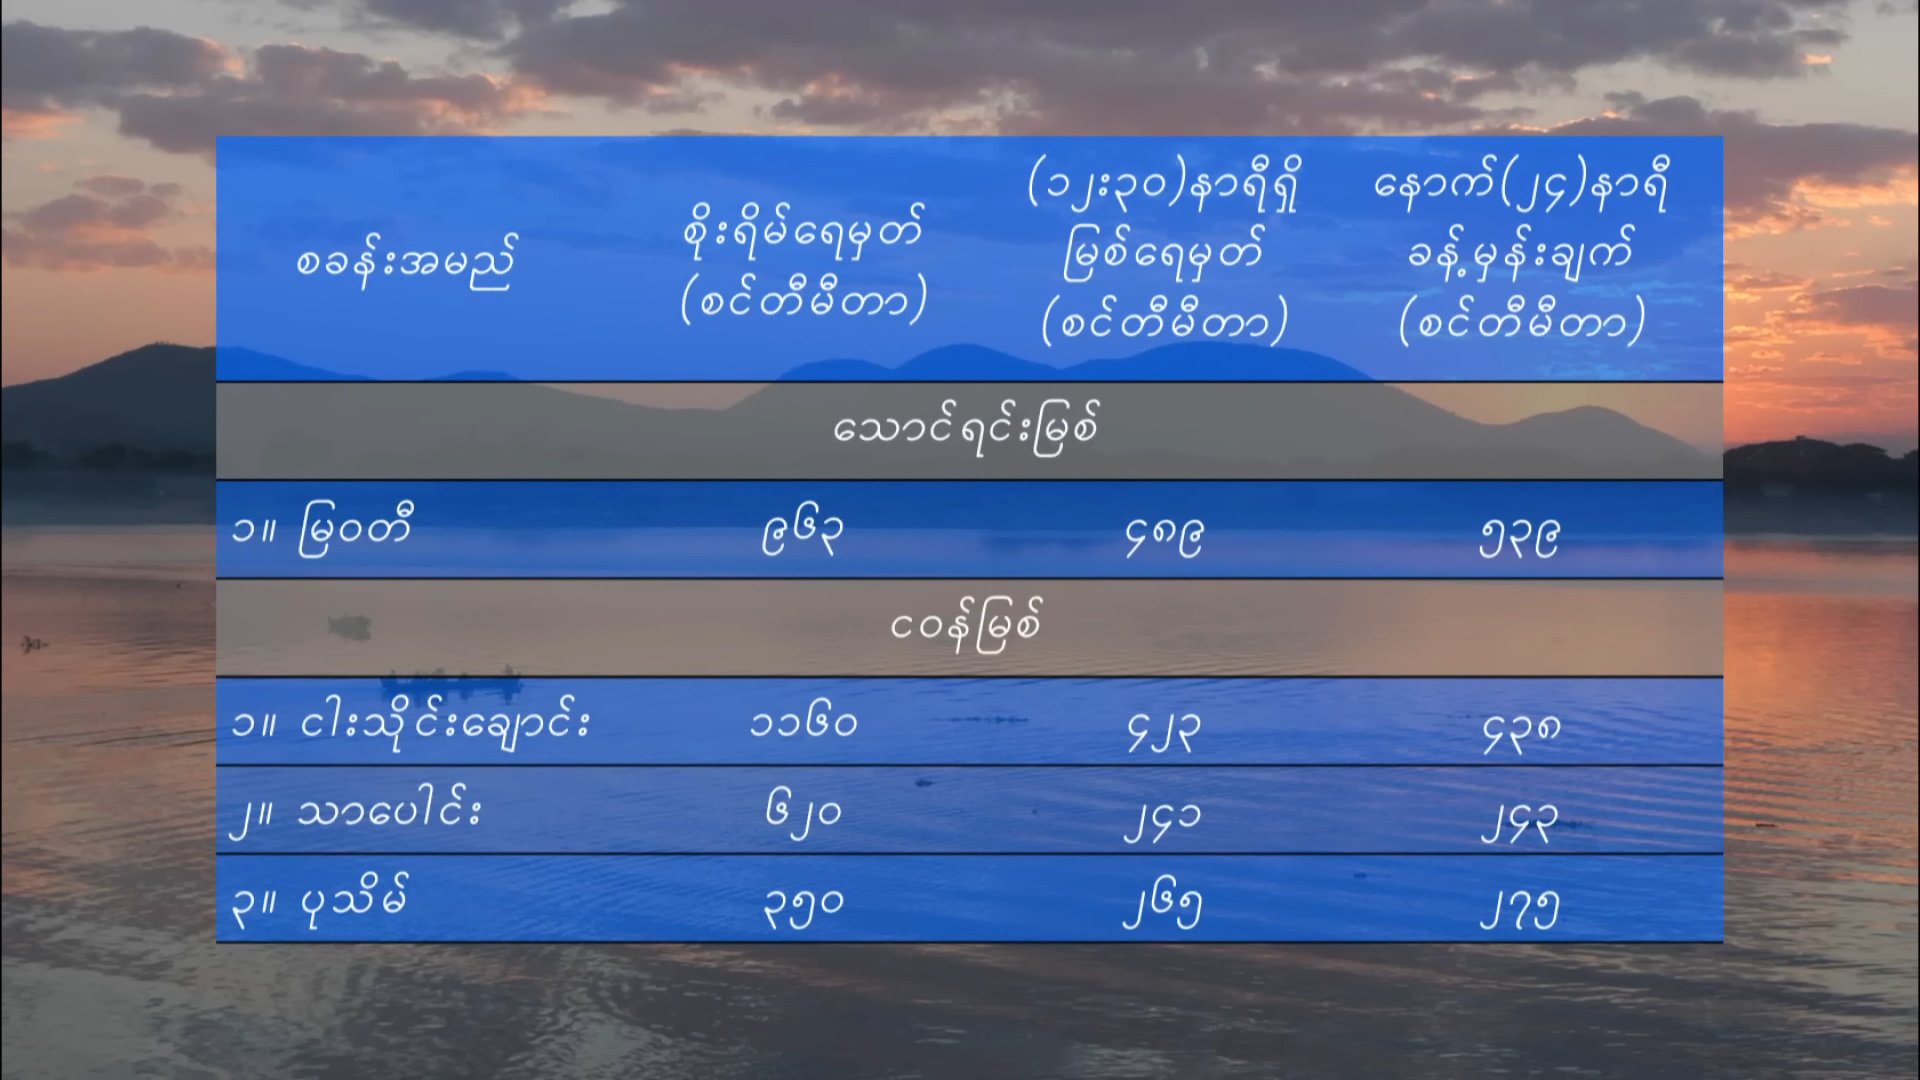 စခန်းအမည်
စိုးရိမ်ရေမှတ်
(စင်တီမီတာ)
(၁၂း၃၀)နာရီရှိ
မြစ်ရေမှတ်
(စင်တီမီတာ)
နောက်(၂၄)နာရီ
ခန့်မှန်းချက်
(စင်တီမီတာ)
သောင်ရင်းမြစ်
၁။ မြဝတီ ၉၆၃ ၄၈၉ ၅၃၉
ငဝန်မြစ်
၁။ ငါးသိုင်းချောင်း ၁၁၆၀ ၄၂၃ ၄၃၈
၂။ သာပေါင်း ၆၂၀ ၂၄၁ ၂၄၃
၃။ ပုသိမ် ၃၅၀ ၂၆၅ ၂၇၅